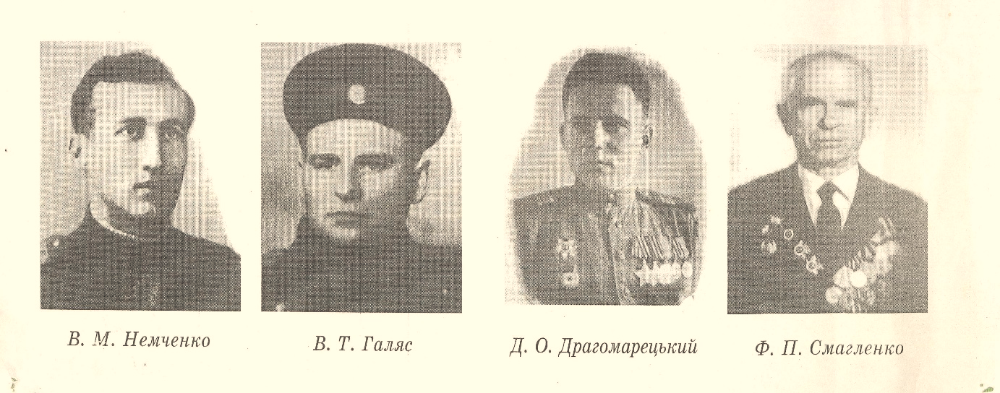 В. М. Немченко
В. Т. Галяс
Д. О. Драгомарецький
Ф. П. Смагленко